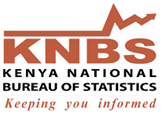 KNBS
KENYA NATIONAL
BUREAU OF STATISTICS
Keeping you informed